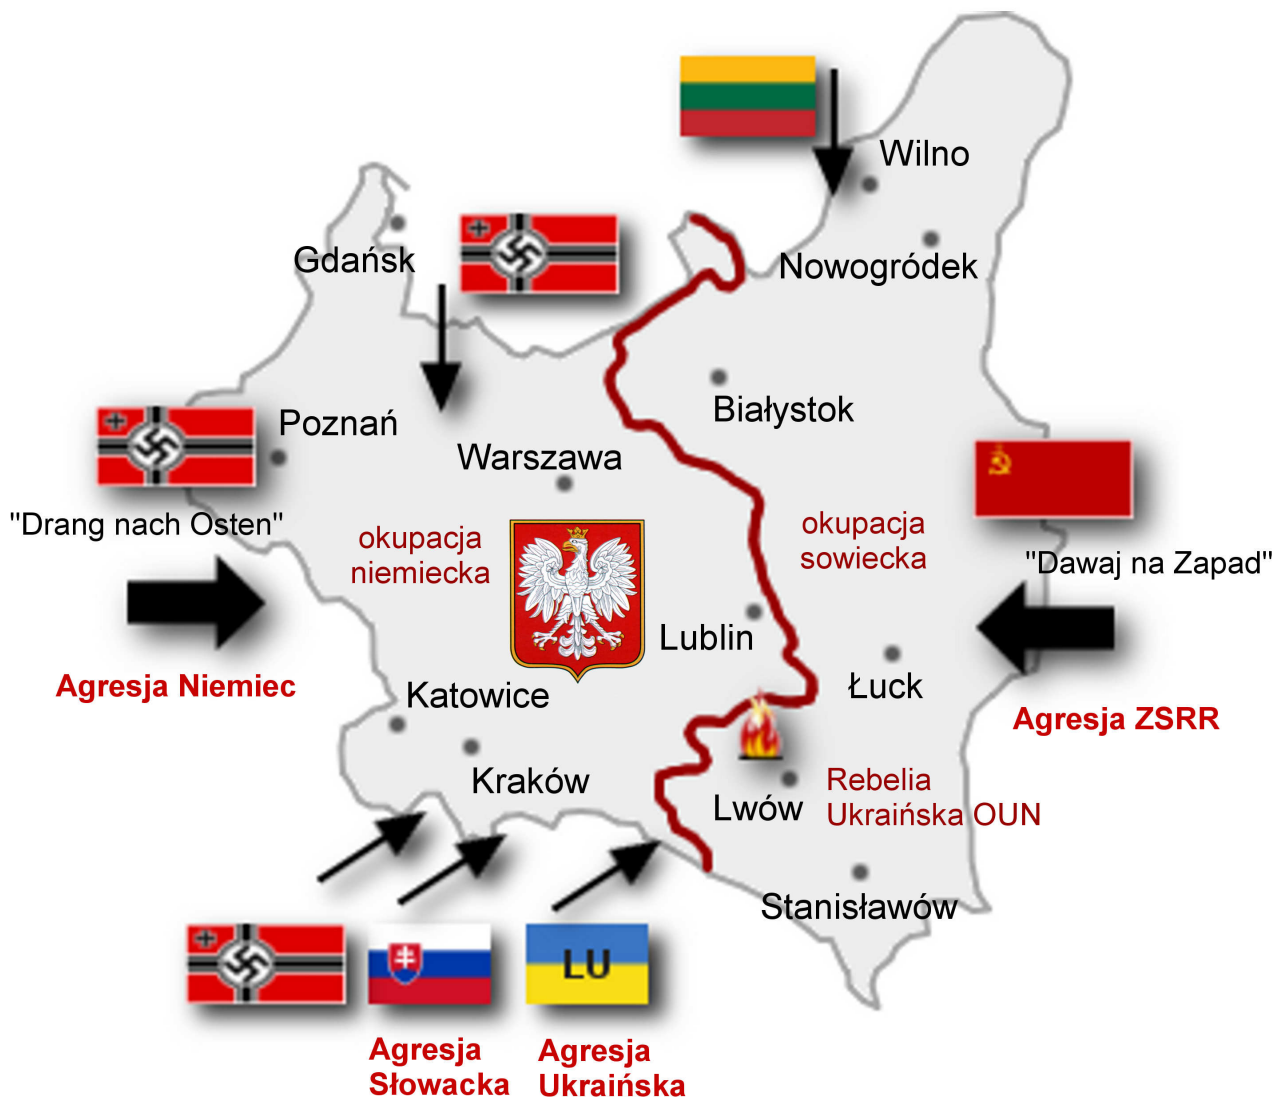 Wilno
Gdańsk
Nowogródek
Poznań
Białystok
Warszawa
"Drang nach Osten"
okupacja
niemiecka
okupacja
sowiecka
"Dawaj na Zapad"
Lublin
Agresja Niemiec
Katowice
Łuck
Agresja ZSRR
Kraków
Lwów
Rebelia
Ukraińska OUN
Stanisławów
LU
Agresja
Słowacka
Agresja
Ukraińska